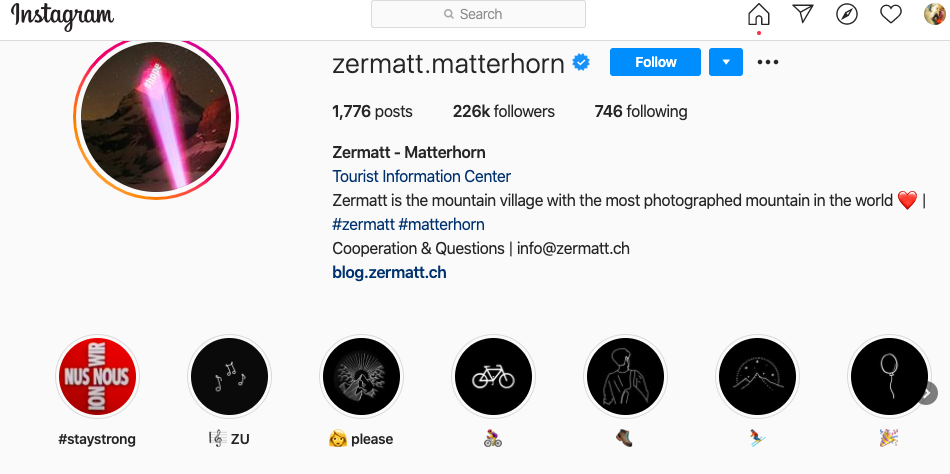 Instagram
Search
zermatt.matterhorn Follow
1,776 posts 226k followers 746 following
Zermatt - Matterhorn
Tourist Information Center
Zermatt is the mountain village with the most photographed mountain in the world ❤️ |
#zermatt #matterhorn
Cooperation & Questions | info@zermatt.ch
blog.zermatt.ch
WIR
NUS NOUS
ION
#staystrong 🎼 ZU 👩 please 🚴 🥾 ⛷️ 🎉